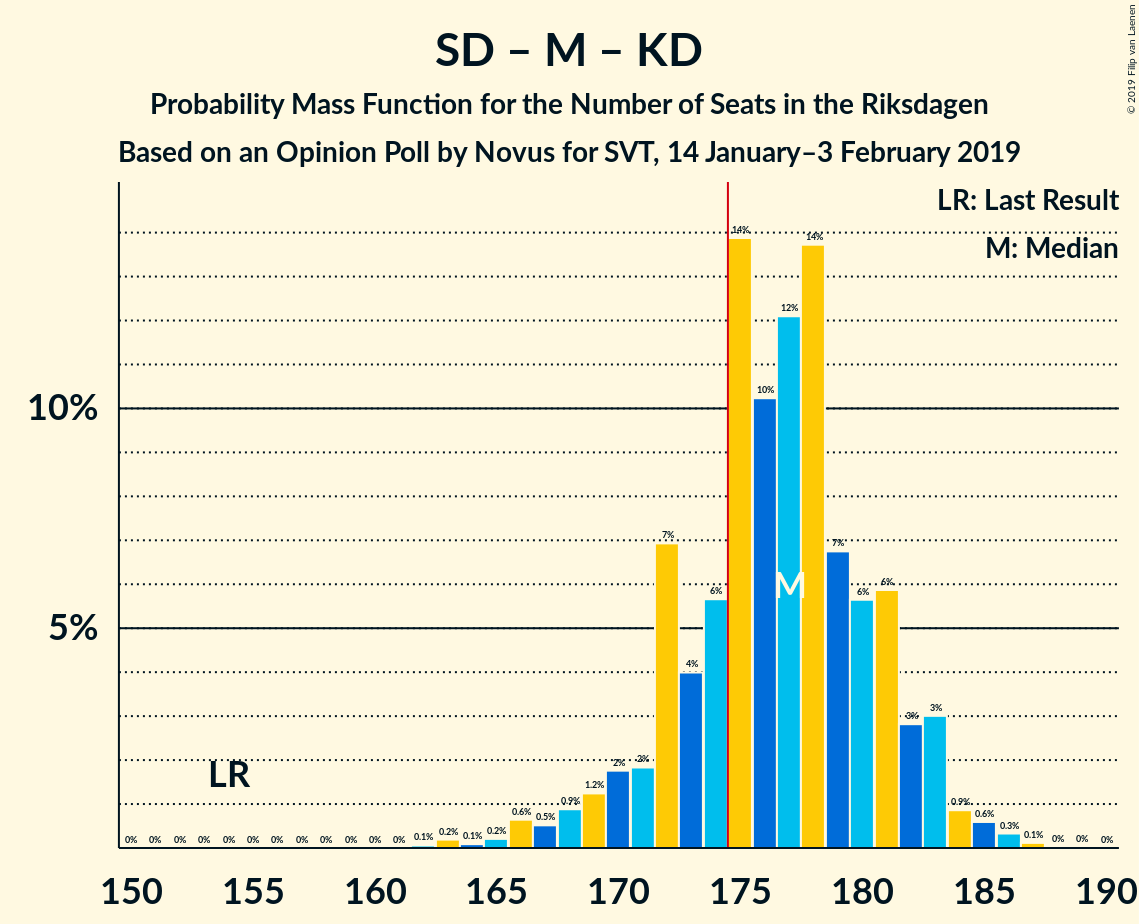 SD – M – KD
Probability Mass Function for the Number of Seats in the Riksdagen
Based on an Opinion Poll by Novus for SVT, 14 January–3 February 2019
© 2019 Filip van Laenen
LR: Last Result
M: Median
10%
5%
LR
M
0% 0% 0% 0% 0% 0% 0% 0% 0% 0% 0% 0% 0.1% 0.2% 0.1% 0.2% 0.6% 0.5% 0.9% 1.2% 2% 2% 7% 4% 6% 14% 10% 12% 14% 7% 6% 6% 3% 3% 0.9% 0.6% 0.3% 0.1% 0% 0% 0%
150 155 160 165 170 175 180 185 190